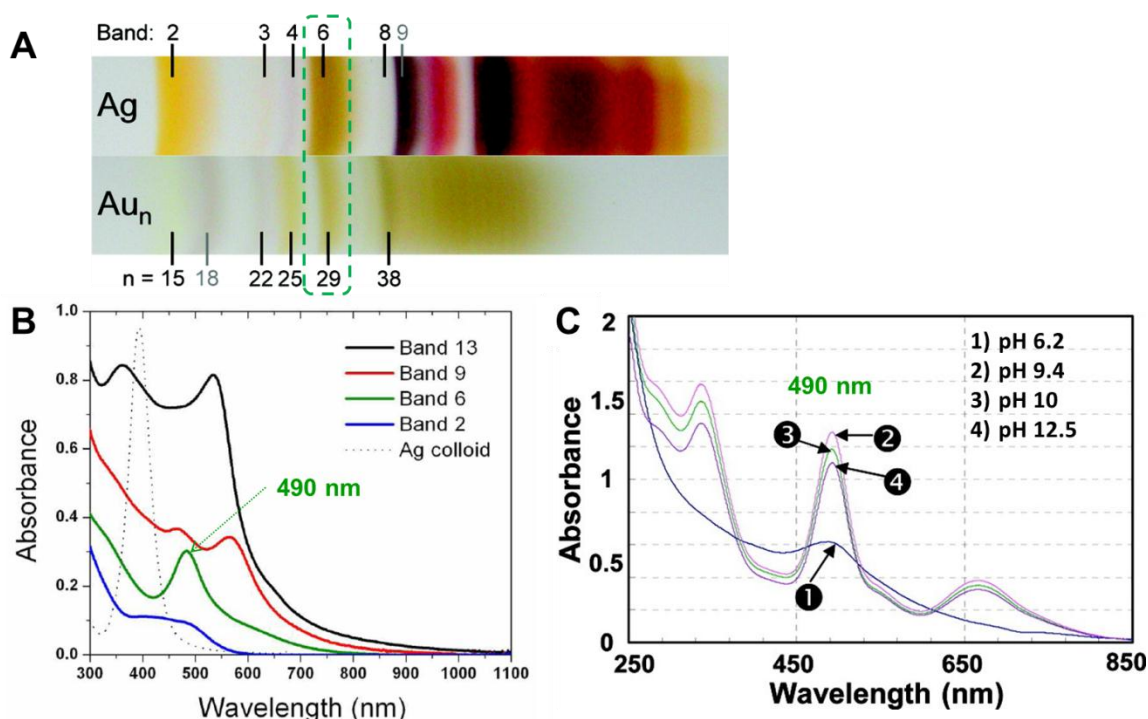 A
Band: 2 3 4 6 8 9
Ag
Aun
n = 15 18 22 25 29 38
B
1.0
0.8
0.6
0.4
0.2
0.0
Absorbance
Band 13
Band 9
Band 6
Band 2
Ag colloid
490 nm
300 400 500 600 700 800 900 1000 1100
Wavelength (nm)
C
2
1.5
1
0.5
0
Absorbance
490 nm
1) pH 6.2
2) pH 9.4
3) pH 10
4) pH 12.5
3
2
4
1
250 450 650 850
Wavelength (nm)